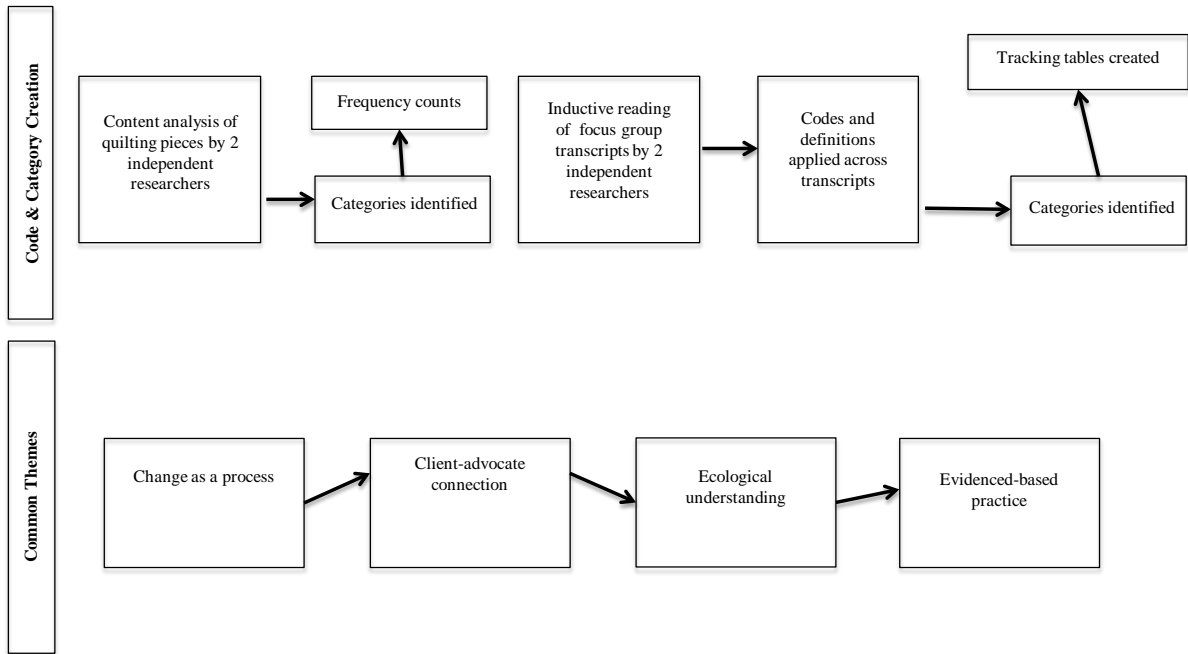 Code & Category Creation
Content analysis of
quilting pieces by 2
independent
researchers
Frequency counts
Categories identified
Inductive reading
of focus group
transcripts by 2
independent
researchers
Codes and
definitions
applied across
transcripts
Tracking tables created
Categories identified
Common Themes
Change as a process
Client-advocate
connection
Ecological
understanding
Evidenced-based
practice